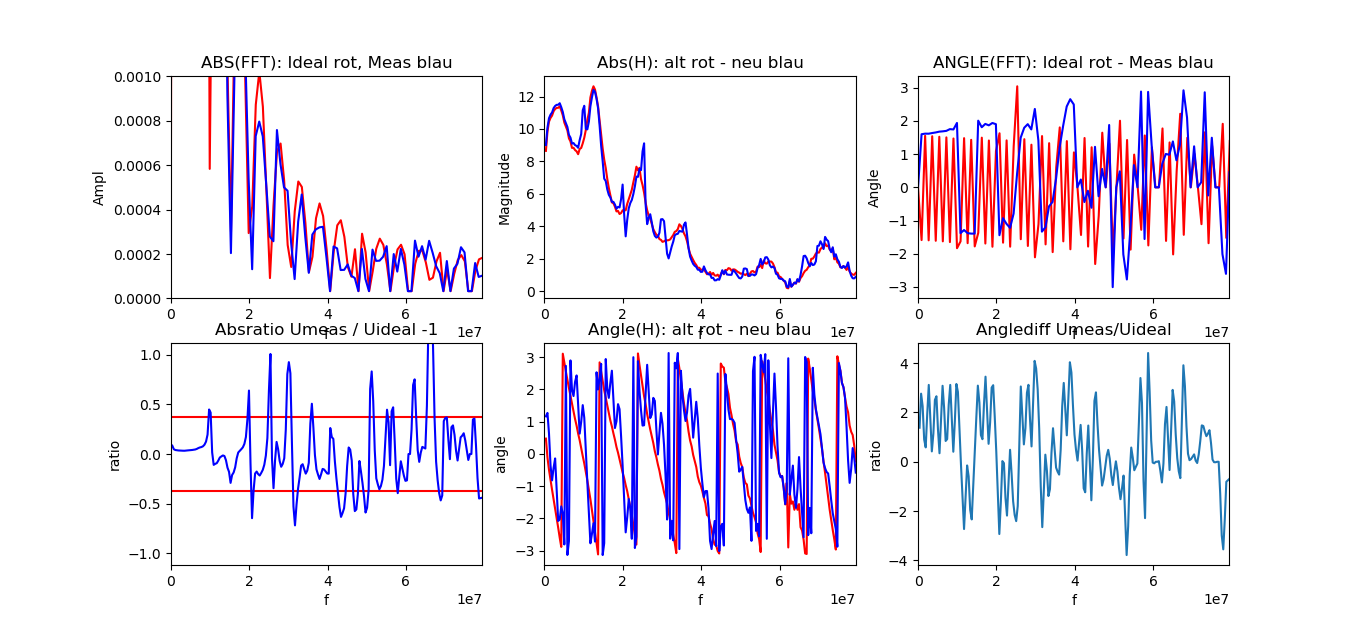 ABS(FFT): Ideal rot, Meas blau
0.0010
0.0008
0.0006
0.0004
0.0002
0.0000
Ampl
0 2 4 6
1e7
f
Abs(H): alt rot - neu blau
12
10
8
6
4
2
0
Magnitude
0 2 4 6
1e7
f
ANGLE(FFT): Ideal rot - Meas blau
3
2
1
0
−1
−2
−3
Angle
0 2 4 6
1e7
f
Absratio Umeas / Uideal -1
1.0
0.5
0.0
−0.5
−1.0
ratio
0 2 4 6
f
1e7
Angle(H): alt rot - neu blau
3
2
1
0
−1
−2
−3
angle
0 2 4 6
f
1e7
Anglediff Umeas/Uideal
4
2
0
−2
−4
ratio
0 2 4 6
f
1e7